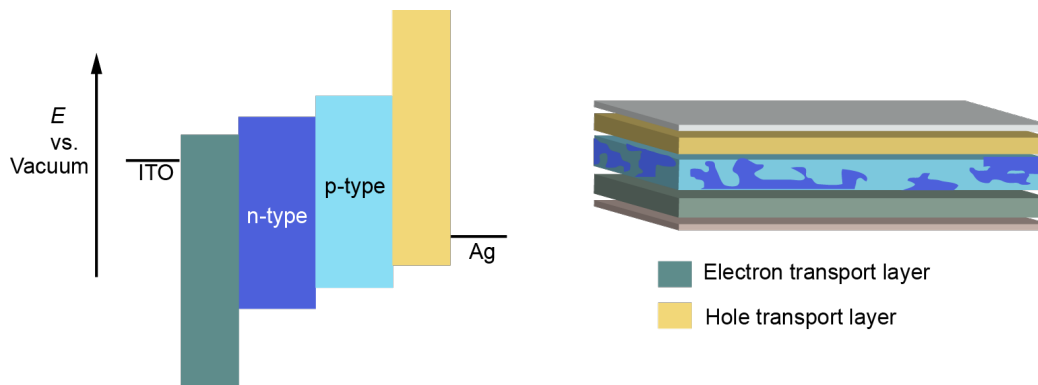 E
vs.
Vacuum
ITO
n-type
p-type
Ag
Electron transport layer
Hole transport layer